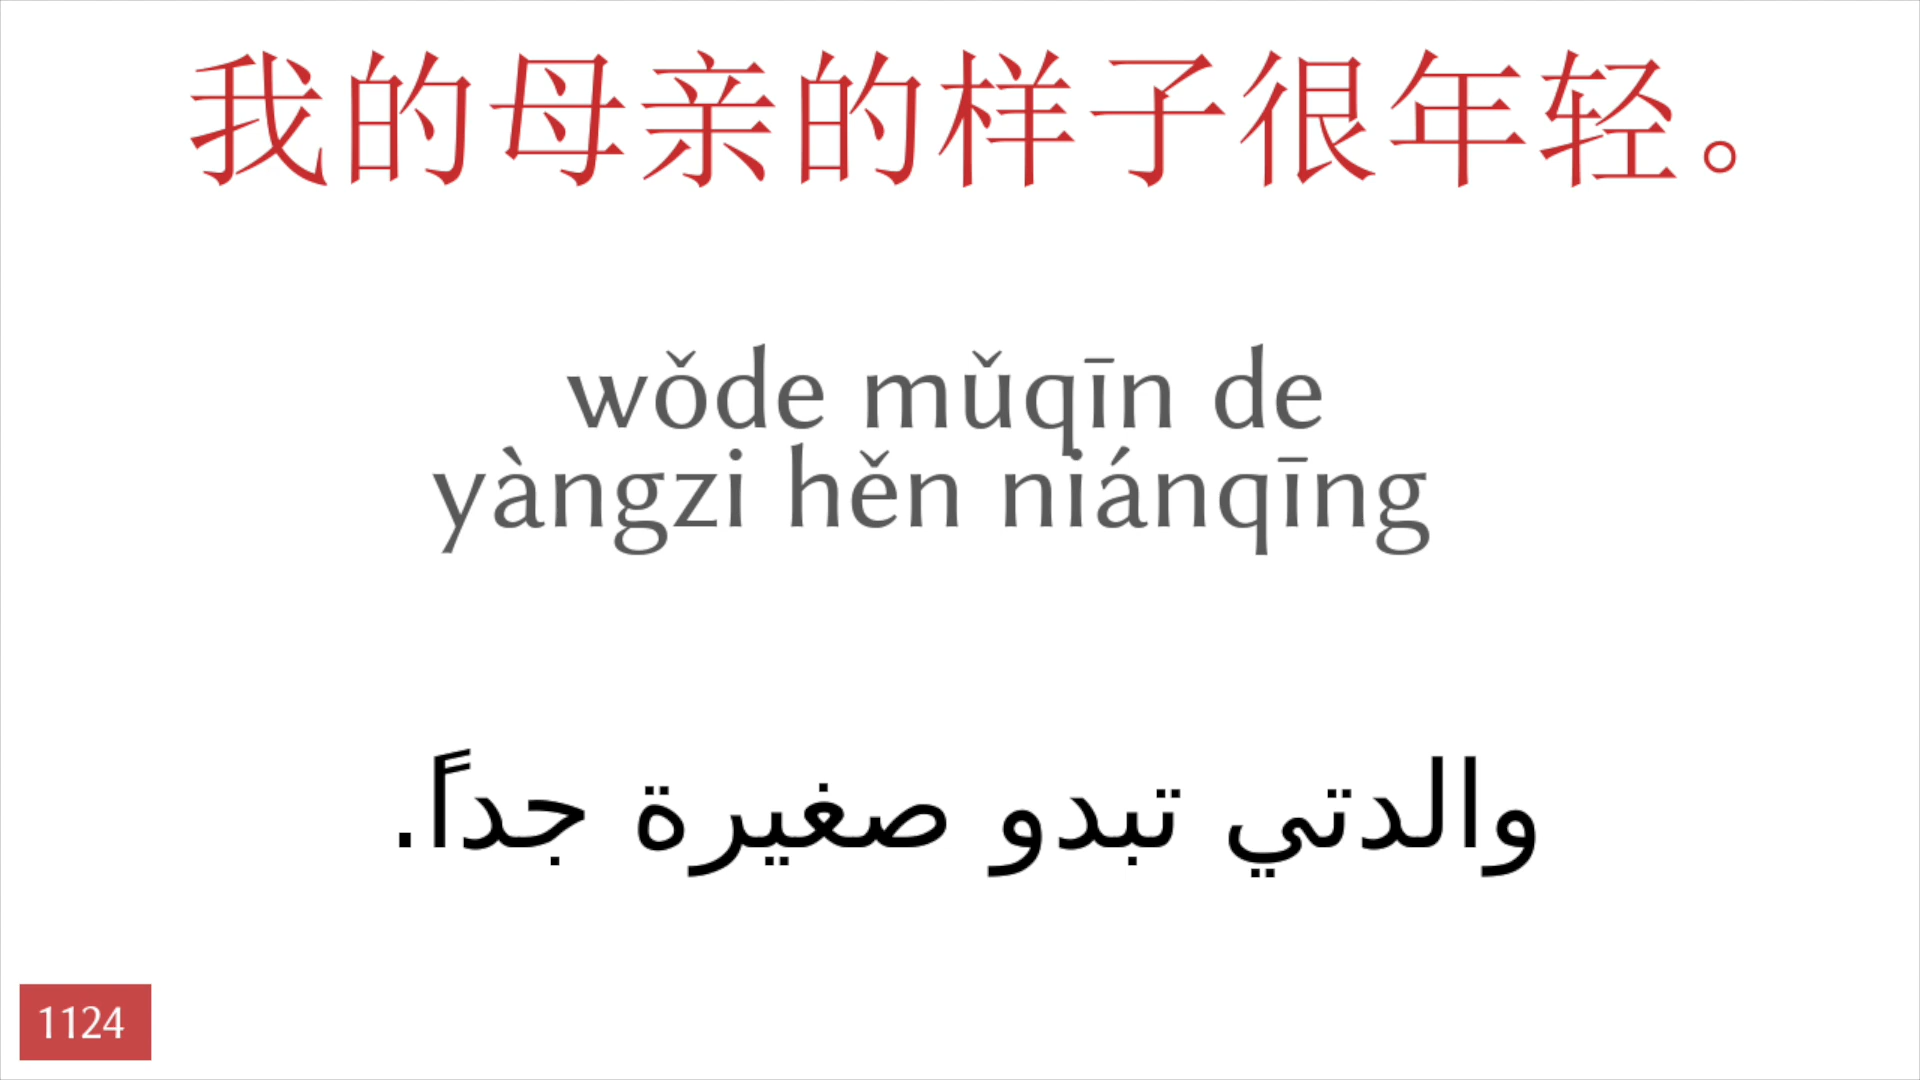 我的母亲的样子很年轻。
wǒde mǔqīn de
yàngzi hěn niánqīng
والدتي تبدو صغيرة جداً.
1124